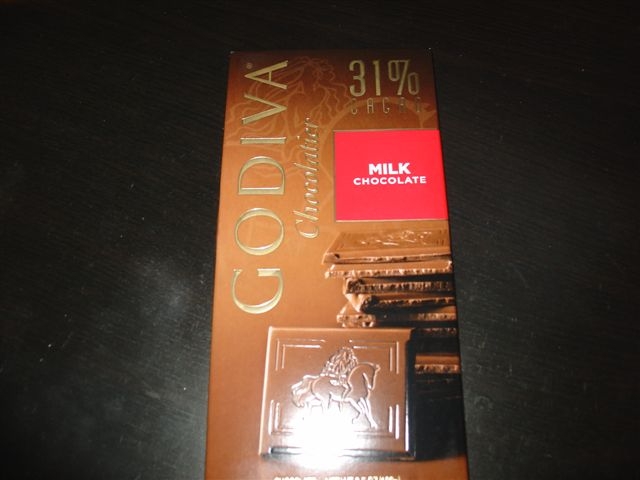 GODIVA®
Chocolatier
31%
CACAO
MILK
CHOCOLATE